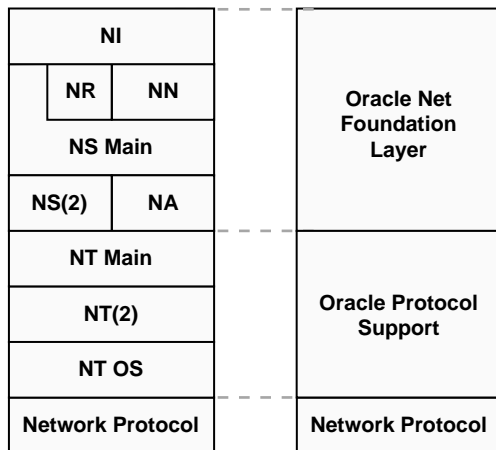 NI
NR
NN
NS Main
NS(2)
NA
NT Main
NT(2)
NT OS
Network Protocol
Oracle Net
Foundation
Layer
Oracle Protocol
Support
Network Protocol